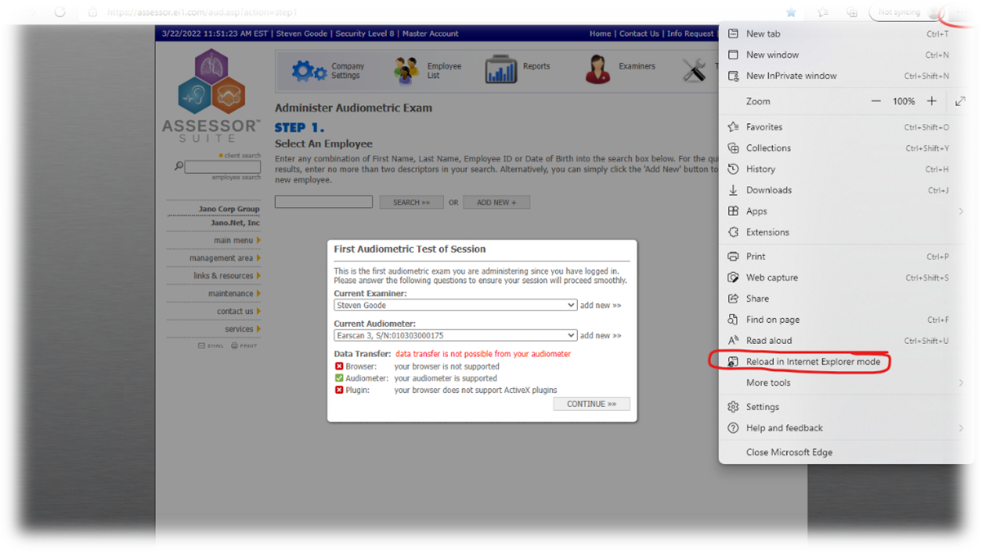 https://assessor.ei1.com/aud.asp?action=step1
Not syncing
3/22/2022 11:51:23 AM EST | Steven Goode | Security Level 8 | Master Account
Home | Contact Us | Info Request |
Company Settings
Employee List
Reports
Examiners
T
ASSESSOR™
SUITE
client search
employee search
Jano Corp Group
Jano.Net, Inc
main menu
management area
links & resources
maintenance
contact us
services
EMAIL PRINT
Administer Audiometric Exam
STEP 1.
Select An Employee
Enter any combination of First Name, Last Name, Employee ID or Date of Birth into the search box below. For the qui
results, enter no more than two descriptors in your search. Alternatively, you can simply click the 'Add New' button to
new employee.
SEARCH »» OR ADD NEW +
First Audiometric Test of Session
This is the first audiometric exam you are administering since you have logged in.
Please answer the following questions to ensure your session will proceed smoothly.
Current Examiner:
Steven Goode add new »»
Current Audiometer:
Earscan 3, S/N:010303000175 add new »»
Data Transfer: data transfer is not possible from your audiometer
Browser: your browser is not supported
Audiometer: your audiometer is supported
Plugin: your browser does not support ActiveX plugins
CONTINUE »»
New tab Ctrl+T
New window Ctrl+N
New InPrivate window Ctrl+Shift+N
Zoom — 100% +
Favorites Ctrl+Shift+O
Collections Ctrl+Shift+Y
History Ctrl+H
Downloads Ctrl+J
Apps
Extensions
Print Ctrl+P
Web capture Ctrl+Shift+S
Share
Find on page Ctrl+F
Read aloud Ctrl+Shift+U
Reload in Internet Explorer mode
More tools
Settings
Help and feedback
Close Microsoft Edge